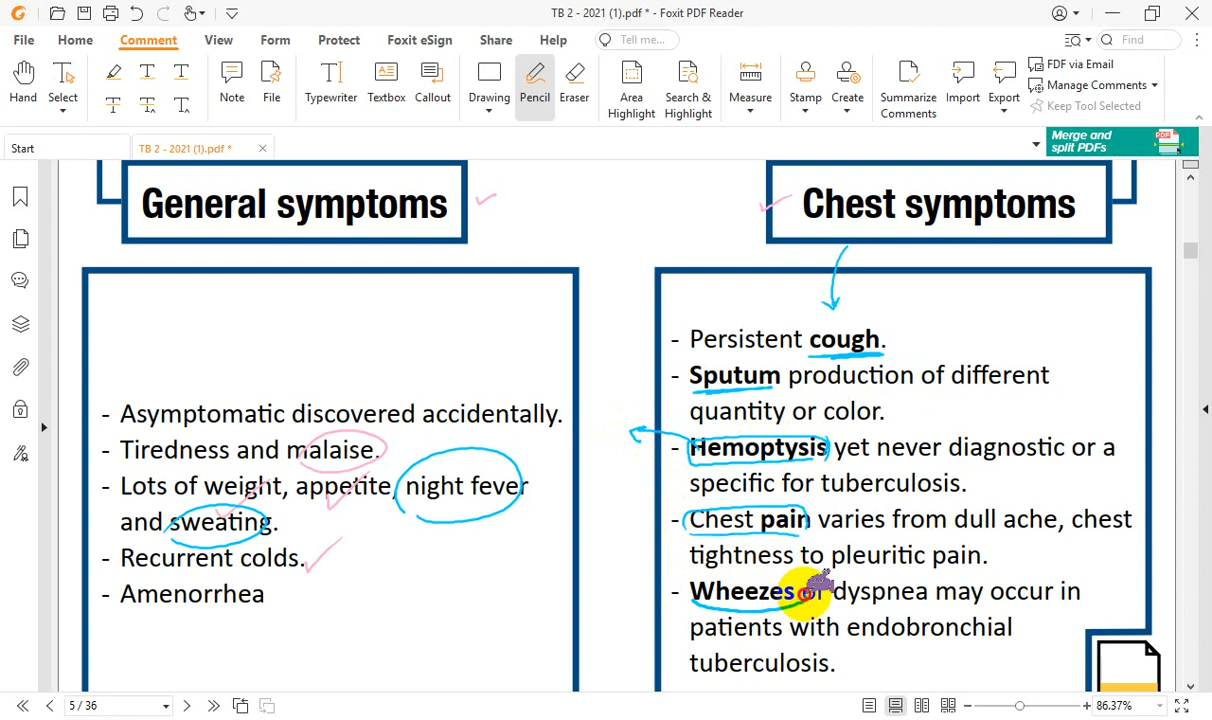 TB 2 - 2021 (1).pdf * - Foxit PDF Reader
File Home Comment View Form Protect Foxit eSign Share Help Tell me... Find
Hand Select Note File Typewriter Textbox Callout Drawing Pencil Eraser Area Highlight Search & Highlight Measure Stamp Create Summarize Comments Import Export
PDF via Email
Manage Comments
Keep Tool Selected
Start TB 2 - 2021 (1).pdf *
Merge and
split PDFs
PDF
General symptoms
- Asymptomatic discovered accidentally.
- Tiredness and malaise.
- Lots of weight, appetite, night fever
and sweating.
- Recurrent colds.
- Amenorrhea
Chest symptoms
- Persistent cough.
- Sputum production of different
quantity or color.
- Hemoptysis yet never diagnostic or a
specific for tuberculosis.
- Chest pain varies from dull ache, chest
tightness to pleuritic pain.
- Wheezes or dyspnea may occur in
patients with endobronchial
tuberculosis.
5 / 36
86.37%